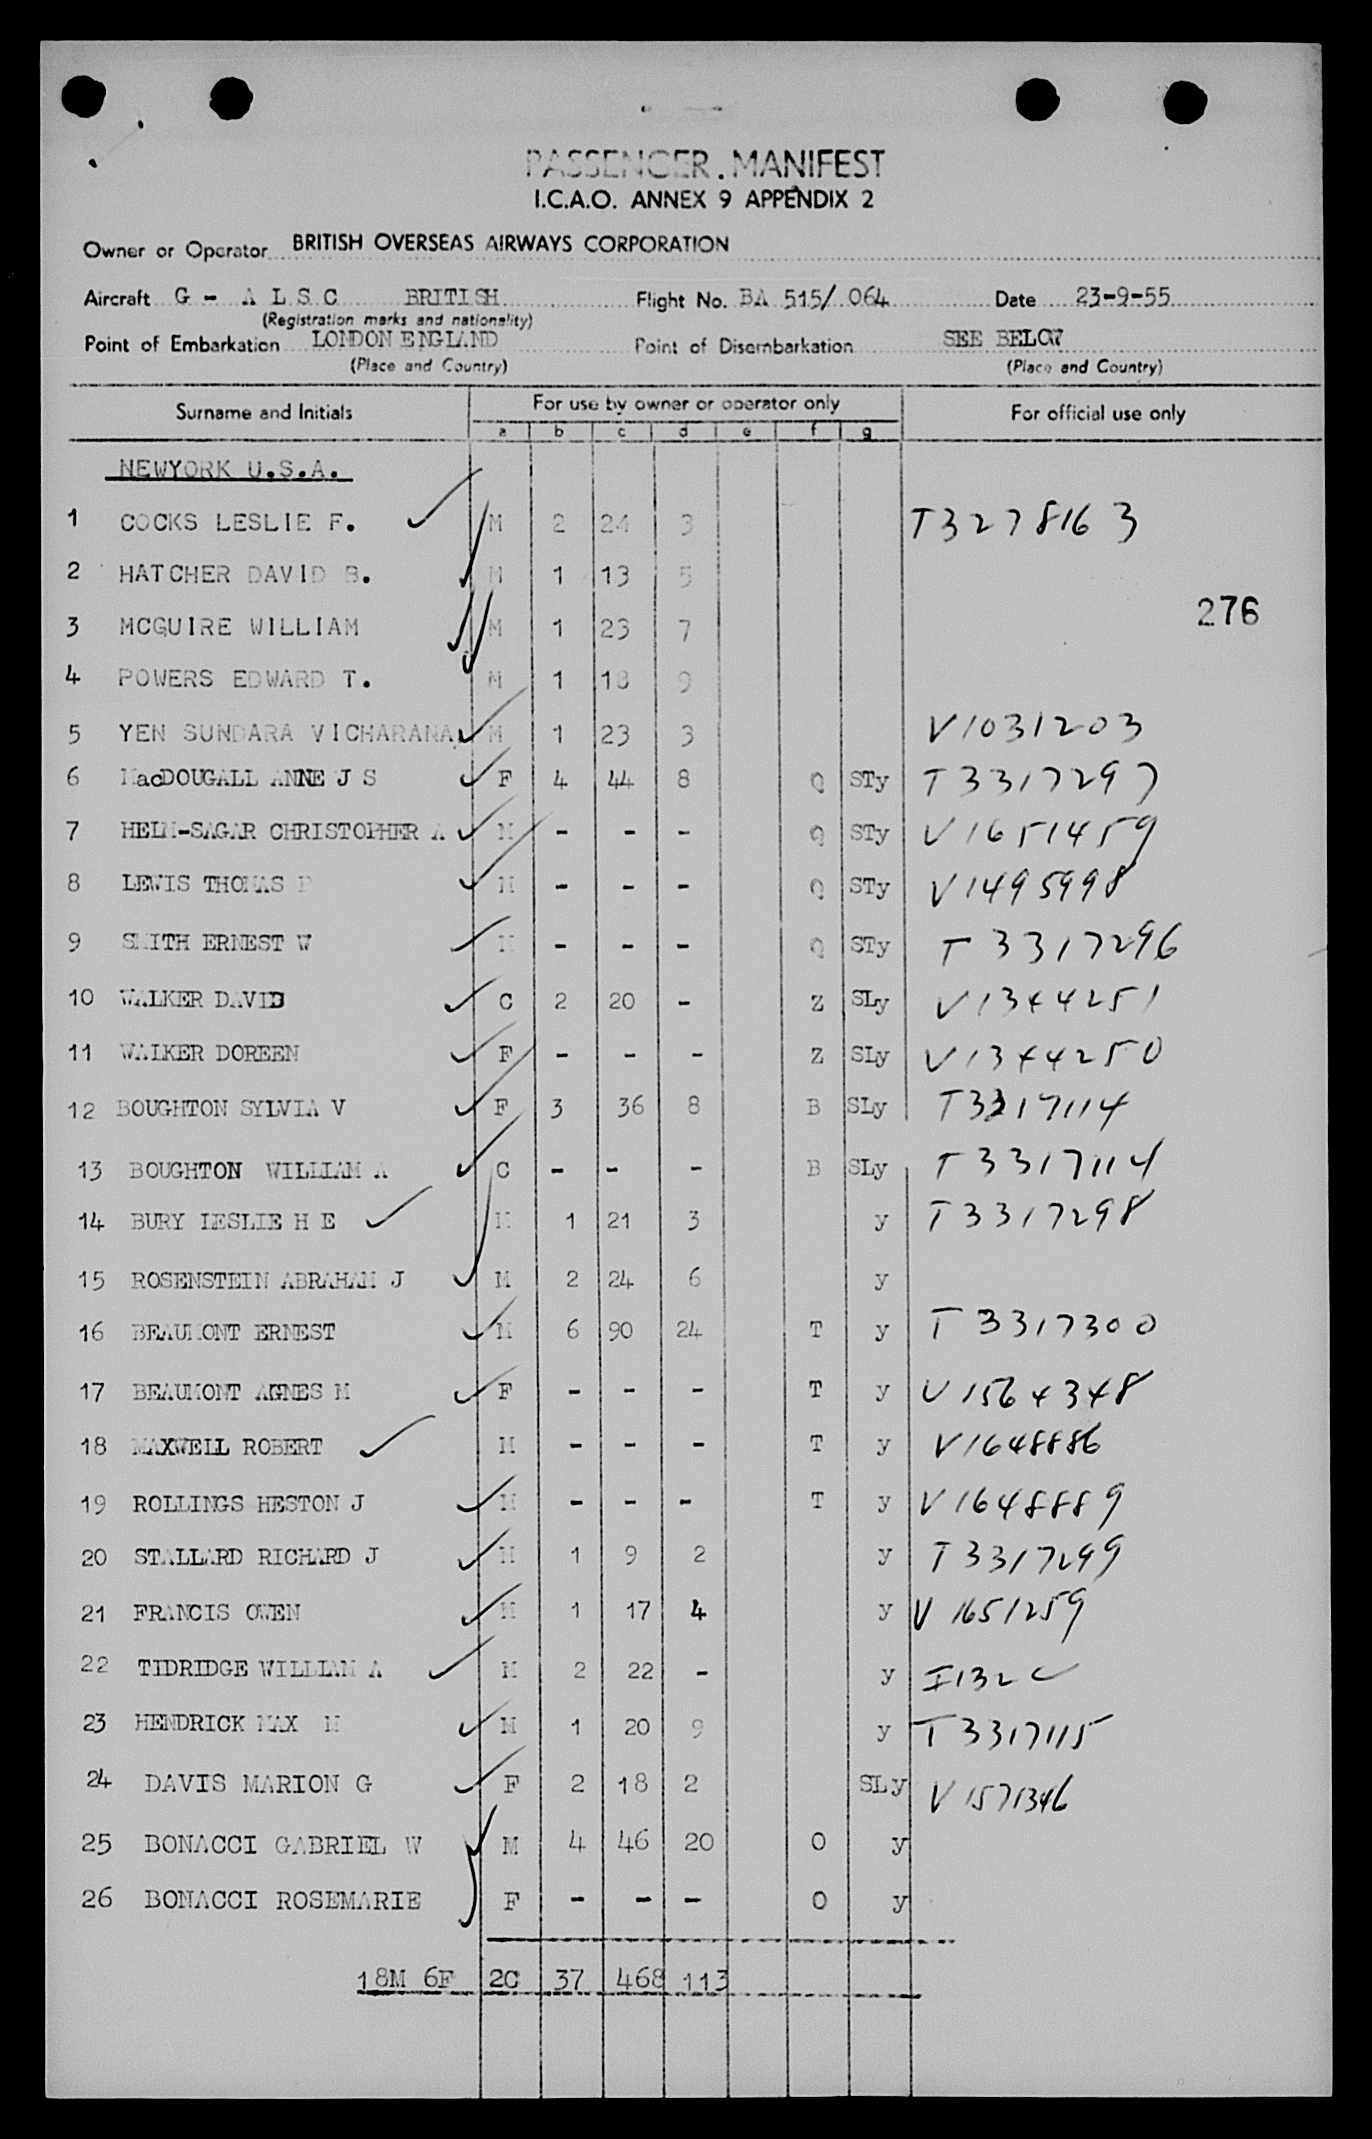 PASSENGER MANIFEST
I.C.A.O. ANNEX 9 APPENDIX 2
Owner or Operator BRITISH OVERSEAS AIRWAYS CORPORATION
Aircraft G - A L S C BRITISH Flight No. BA 515/ 064 Date 23-9-55
(Registration marks and nationality)
Point of Embarkation LONDON ENGLAND Point of Disembarkation SEE BELOW
(Place and Country) (Place and Country)
Surname and Initials For use by owner or operator only For official use only
a b c d e f g
NEWYORK U.S.A.
1 COCKS LESLIE F. M 2 24 3 T3278163
2 HATCHER DAVID B. M 1 13 5
276
3 MCGUIRE WILLIAM M 1 23 7
4 POWERS EDWARD T. M 1 18 9
5 YEN SUNDARA VICHARANA. M 1 23 3 V1031203
6 MacDOUGALL ANNE J S F 4 44 8 Q STy T3317297
7 HELM-SAGAR CHRISTOPHER A M - - - Q STy V1651459
8 LEWIS THOMAS P M - - - Q STy V1495998
9 SMITH ERNEST W M - - - Q STy T3317296
10 WALKER DAVID C 2 20 - Z SLy V1344251
11 WALKER DOREEN F - - - Z SLy V1344250
12 BOUGHTON SYLVIA V F 3 36 8 B SLy T3317114
13 BOUGHTON WILLIAM A C - - - B SLy T3317114
14 BURY LESLIE H E M 1 21 3 y T3317298
15 ROSENSTEIN ABRAHAM J M 2 24 6 y
16 BEAUMONT ERNEST M 6 90 24 T y T3317300
17 BEAUMONT AGNES M F - - - T y V1564348
18 MAXWELL ROBERT M - - - T y V1648886
19 ROLLINGS HESTON J M - - - T y V1648889
20 STALLARD RICHARD J M 1 9 2 y T3317299
21 FRANCIS OWEN M 1 17 4 y V1651259
22 TIDRIDGE WILLIAM A M 2 22 - y I132C
23 HENDRICK MAX M M 1 20 9 y T3317115
24 DAVIS MARION G F 2 18 2 SLy V1571346
25 BONACCI GABRIEL W M 4 46 20 O y
26 BONACCI ROSEMARIE F - - - O y
18M 6F 2C 37 468 113